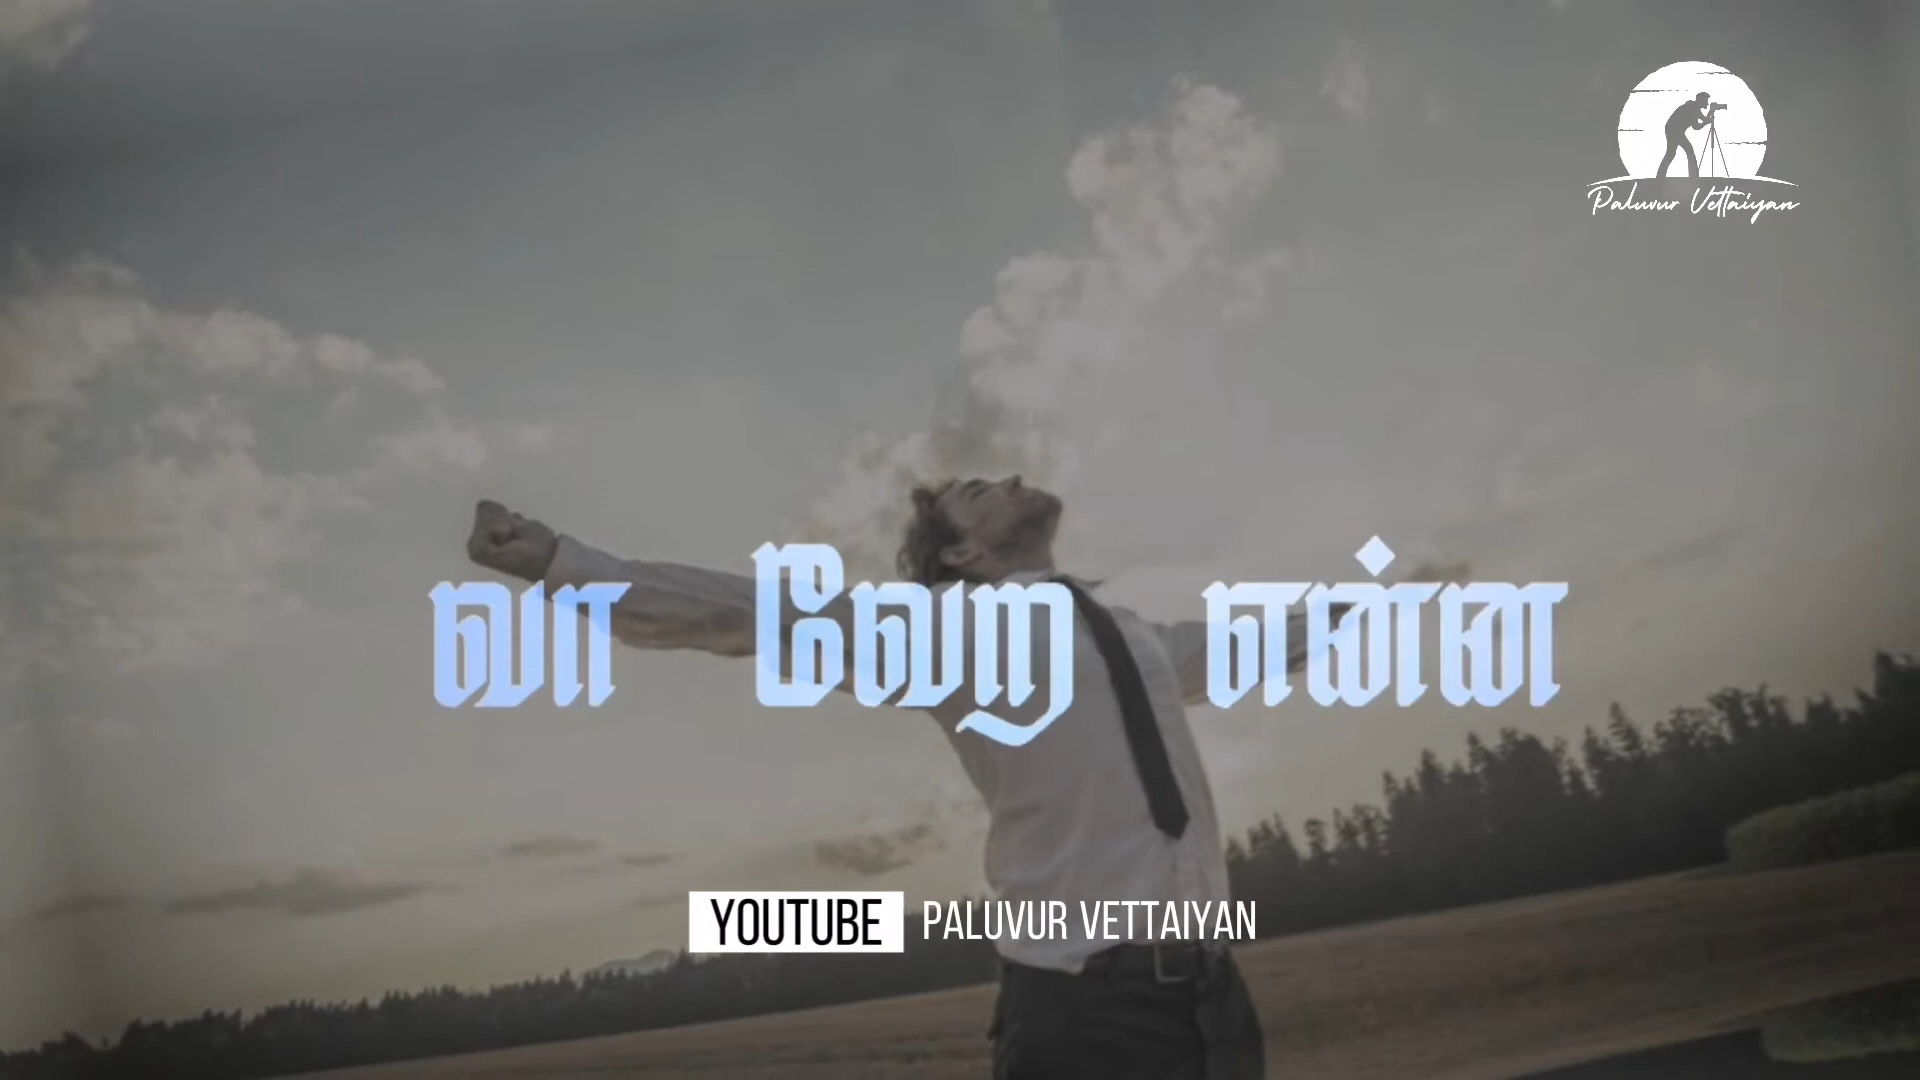 Paluvur Vettaiyan
வா வேற என்ன
YOUTUBE PALUVUR VETTAIYAN